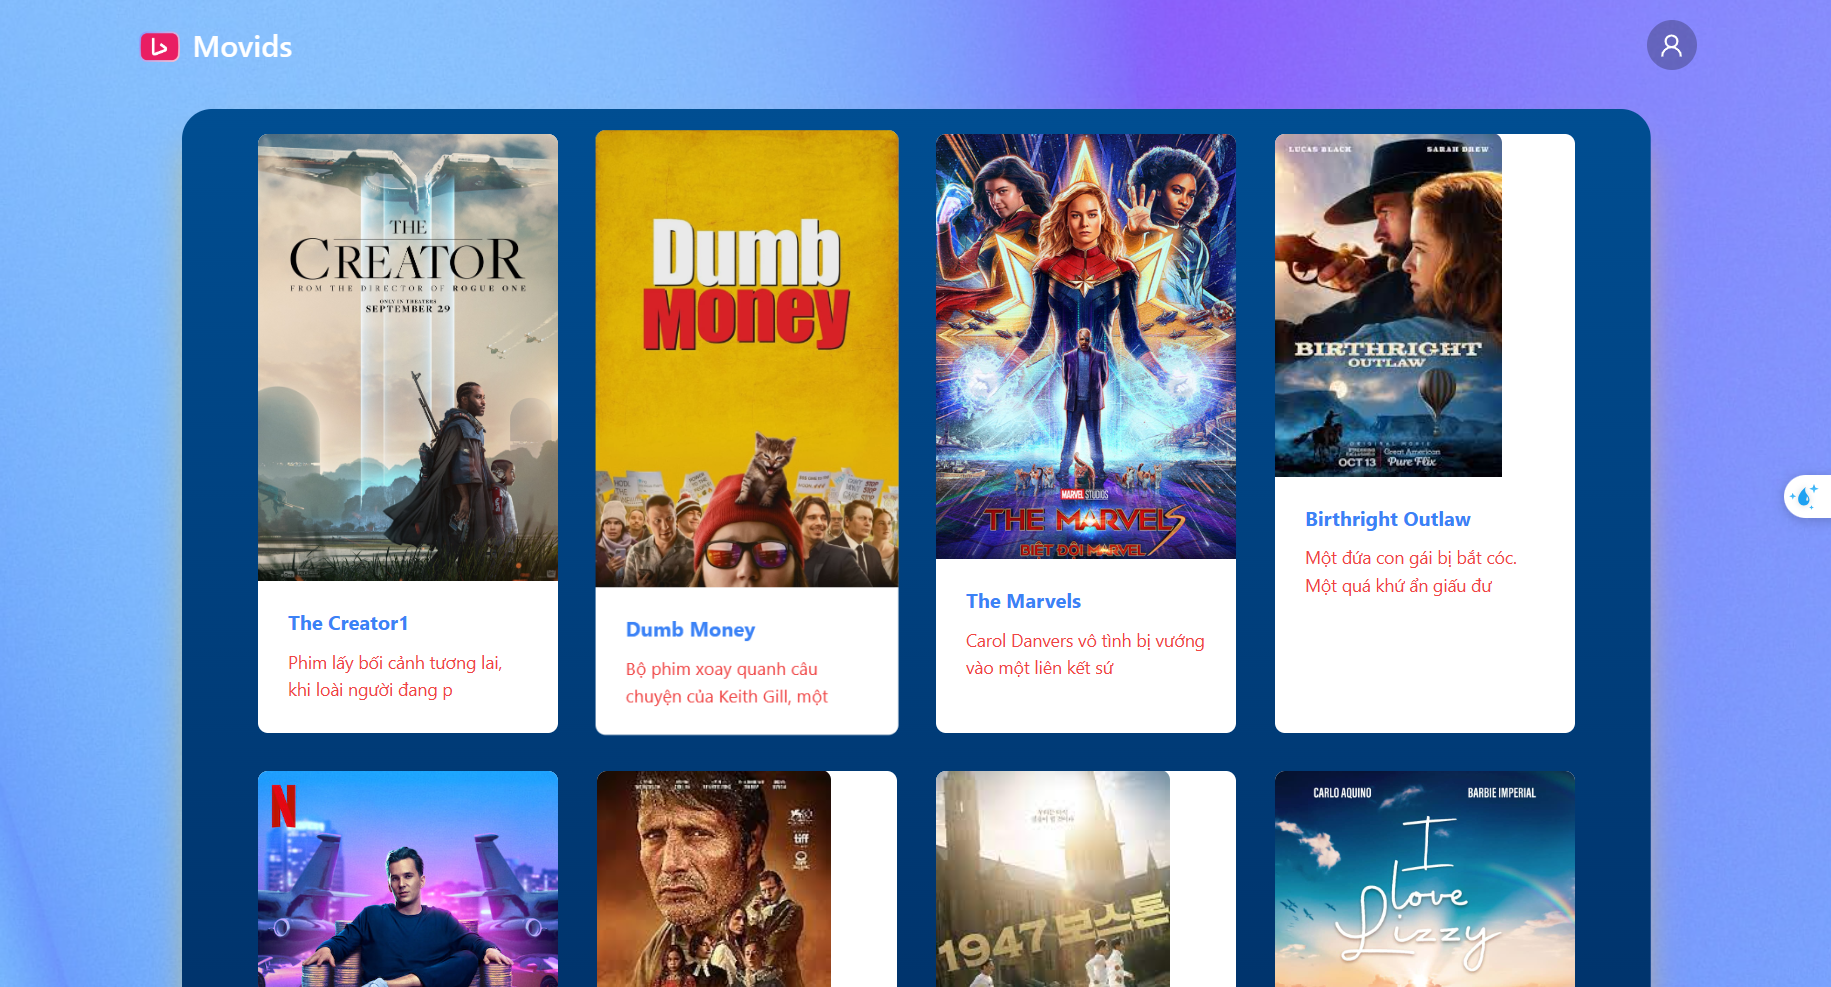 Movids
THE
CREATOR
FROM THE DIRECTOR OF ROGUE ONE
ONLY IN THEATERS
SEPTEMBER 29
The Creator1
Phim lấy bối cảnh tương lai,
khi loài người đang p
Dumb
Money
Dumb Money
Bộ phim xoay quanh câu
chuyện của Keith Gill, một
MARVEL STUDIOS
THE MARVELS
BIỆT ĐỘI MARVEL
The Marvels
Carol Danvers vô tình bị vướng
vào một liên kết sứ
LUCAS BLACK SARAH DREW
BIRTHRIGHT
OUTLAW
ORIGINAL MOVIE
Great American
OCT 13 Pure Flix
Birthright Outlaw
Một đứa con gái bị bắt cóc.
Một quá khứ ẩn giấu đư
N
tiff
1947 보스톤
CARLO AQUINO BARBIE IMPERIAL
I
love
Lizzy